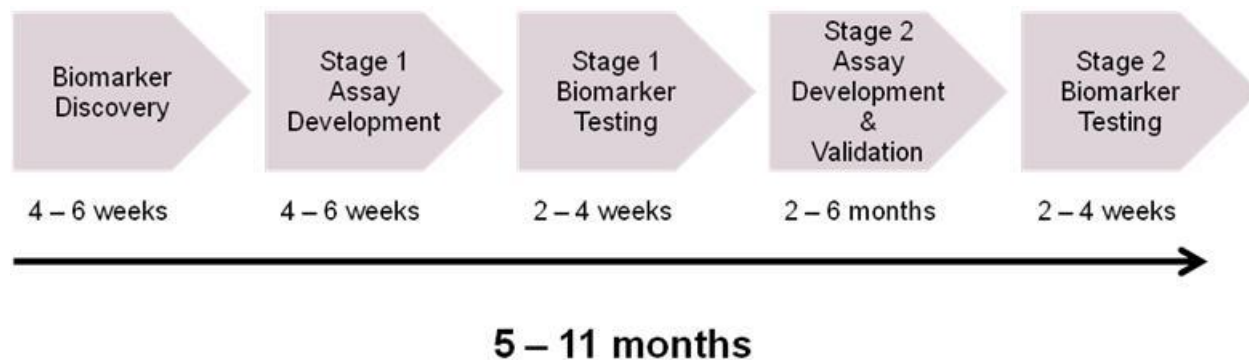 Biomarker
Discovery
Stage 1
Assay
Development
Stage 1
Biomarker
Testing
Stage 2
Assay
Development
&
Validation
Stage 2
Biomarker
Testing
4 – 6 weeks
4 – 6 weeks
2 – 4 weeks
2 – 6 months
2 – 4 weeks
5 – 11 months